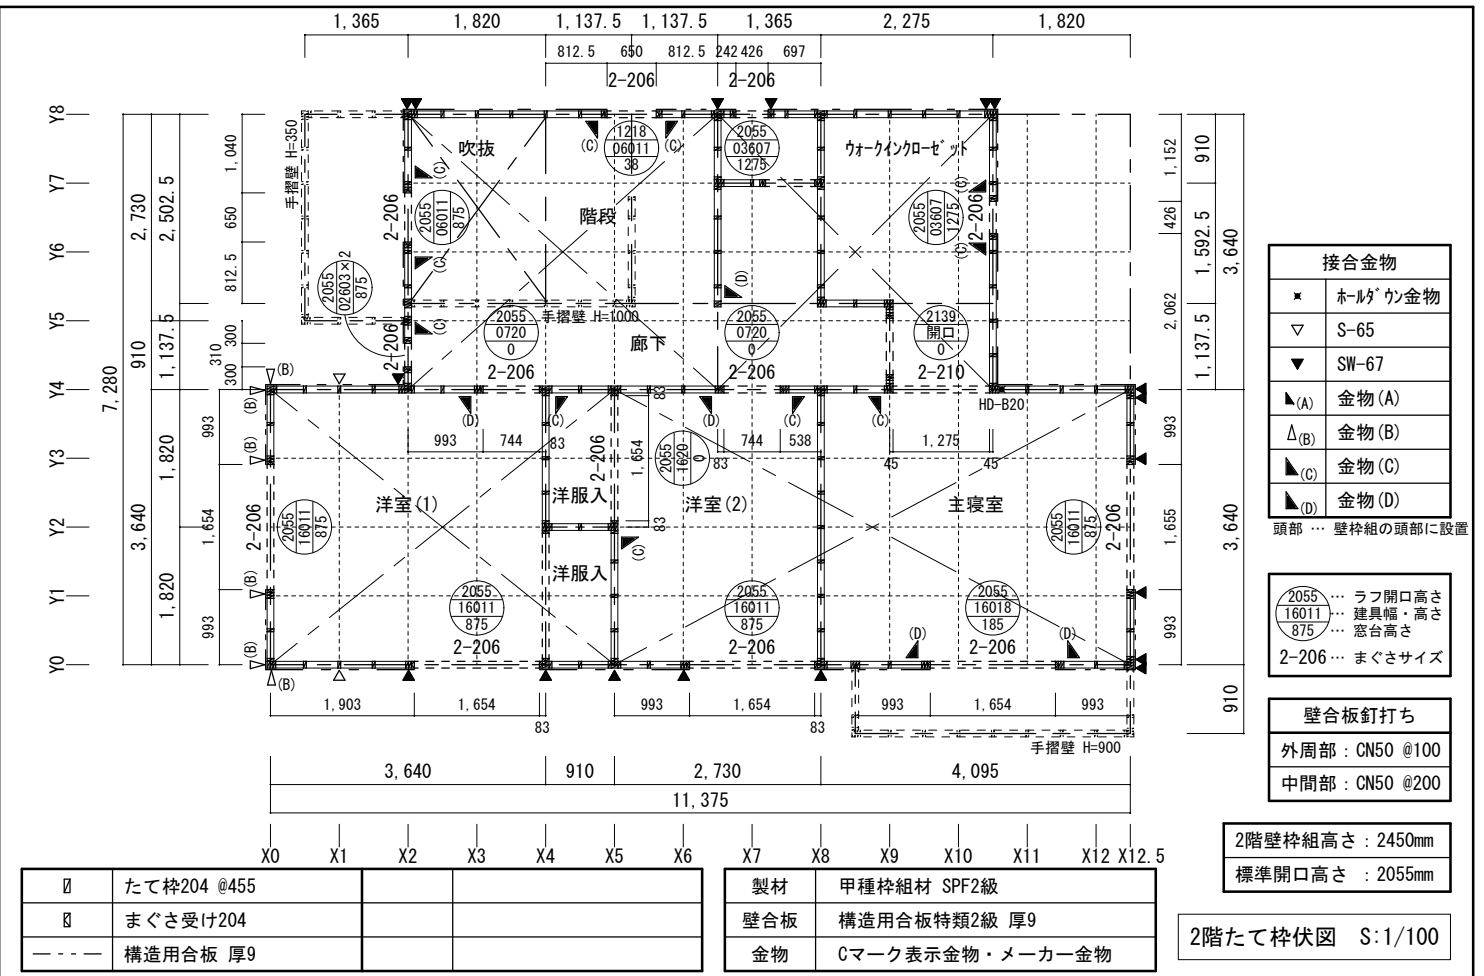 1,365 1,820 1,137.5 1,137.5 1,365 2,275 1,820
812.5 650 812.5 242 426 697
2-206 2-206
Y8
Y7
Y6
Y5
Y4
Y3
Y2
Y1
Y0
7,280
2,730
910
3,640
2,502.5
1,137.5
1,820
1,820
1,040
650
812.5
300
310
300
993
1,654
993
手摺壁 H=350
吹抜
(C)
1218
06011
38
(C)
2055
03607
1275
ウォークインクローゼット
(C)
2-206
2055
06011
875
階段
2055
03607
1275
(C)
2-206
(C)
(C)
2055
02603×2
875
(D)
(C)
手摺壁 H=1000
2-206
2055
0720
0
2-206
廊下
2055
0720
0
2-206
2139
開口
0
2-210
1,152
426
2,062
993
1,655
993
910
1,592.5
1,137.5
3,640
3,640
910
(B)
(B)
(B)
(B)
(B)
(B)
HD-B20
(D) (C) (D) (C) (C)
993 744 83
83
1,654
83
744 538
83
1,275
45 45
2-206
2055
1620
0
洋室(1)
洋服入
洋室(2)
主寝室
2-206
2055
16011
875
2055
16011
875
2-206
(C)
洋服入
2055
16011
875
2-206
2055
16011
875
2-206
2055
16018
185
2-206
(D) (D)
1,903 1,654 83
993 1,654 83
993 1,654 993
手摺壁 H=900
3,640 910 2,730 4,095
11,375
X0 X1 X2 X3 X4 X5 X6 X7 X8 X9 X10 X11 X12 X12.5
接合金物
ホールダウン金物
S-65
SW-67
(A) 金物(A)
(B) 金物(B)
(C) 金物(C)
(D) 金物(D)
頭部 … 壁枠組の頭部に設置
2055 … ラフ開口高さ
16011 … 建具幅・高さ
875 … 窓台高さ
2-206 … まぐさサイズ
壁合板釘打ち
外周部：CN50 @100
中間部：CN50 @200
2階壁枠組高さ：2450mm
標準開口高さ ：2055mm
たて枠204 @455
まぐさ受け204
構造用合板 厚9
製材 甲種枠組材 SPF2級
壁合板 構造用合板特類2級 厚9
金物 Cマーク表示金物・メーカー金物
2階たて枠伏図 S:1/100